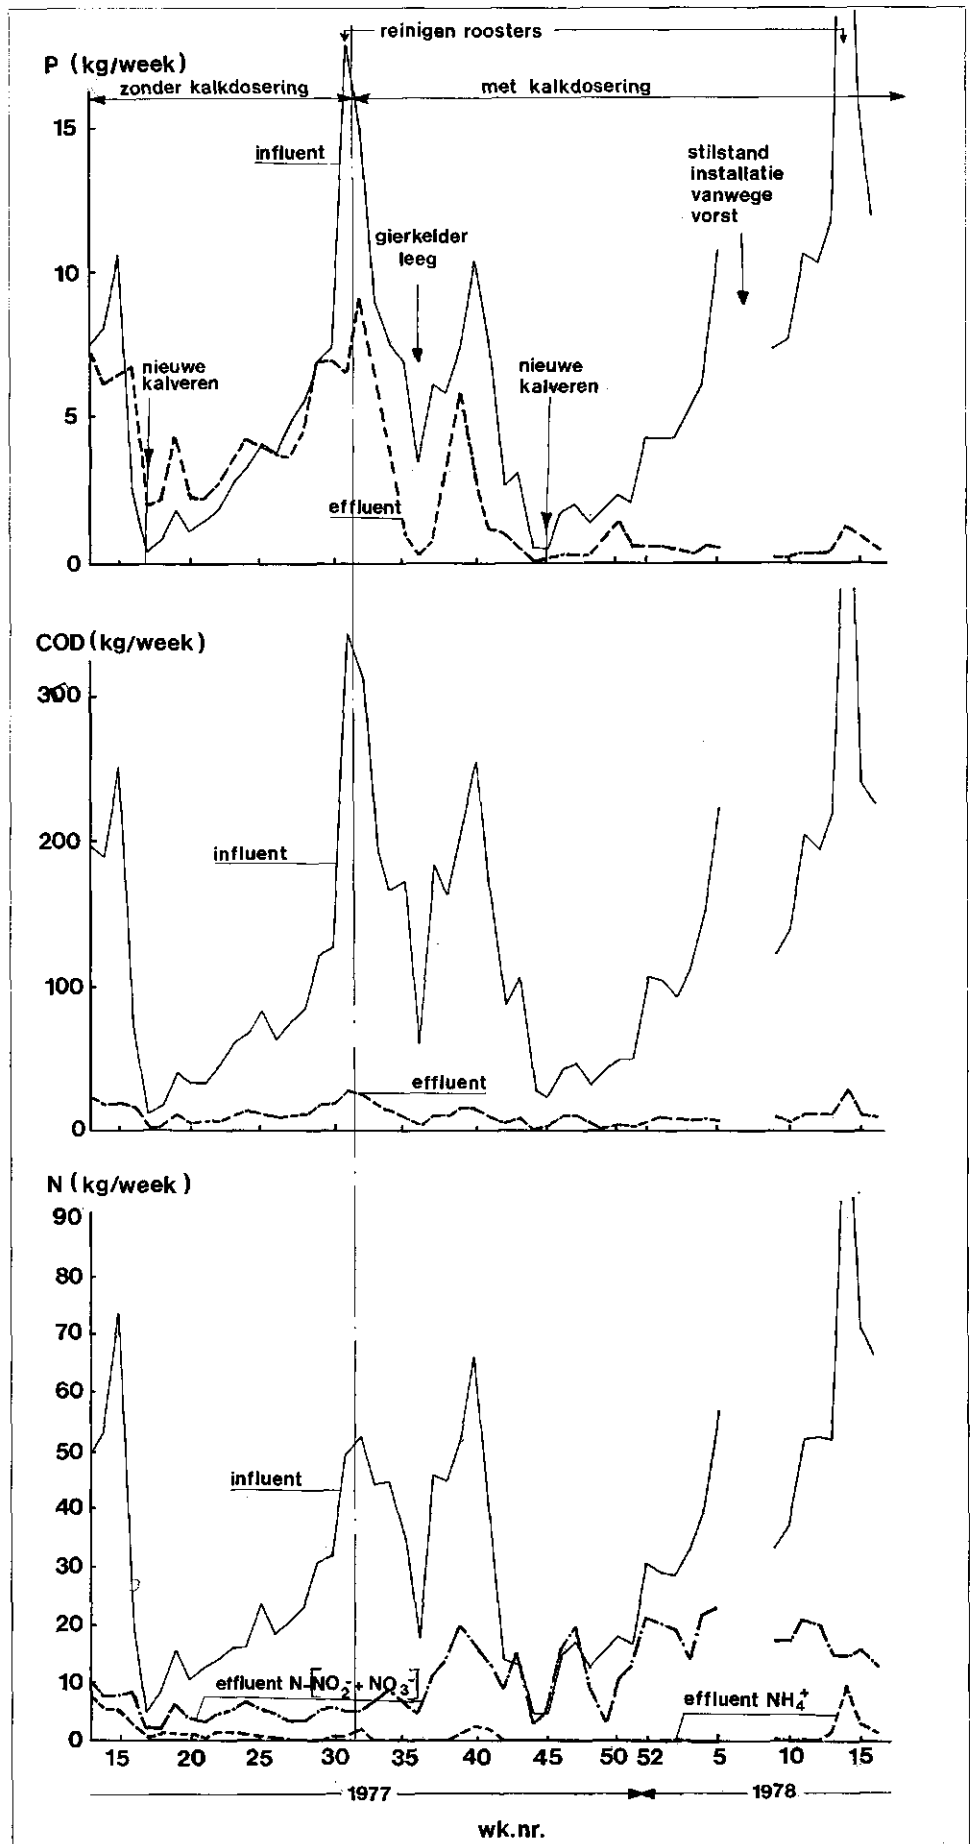 reinigen roosters
P (kg/week)
zonder kalkdosering
met kalkdosering
15
influent
stilstand
installatie
vanwege
vorst
gierkelder
leeg
10
nieuwe
kalveren
nieuwe
kalveren
5
effluent
0
COD (kg/week)
300
200
influent
100
effluent
0
N (kg/week)
90
80
70
60
50
influent
40
30
20
10
effluent N-[NO2- + NO3-]
effluent NH4+
0
15 20 25 30 35 40 45 50 52 5 10 15
1977 1978
wk.nr.